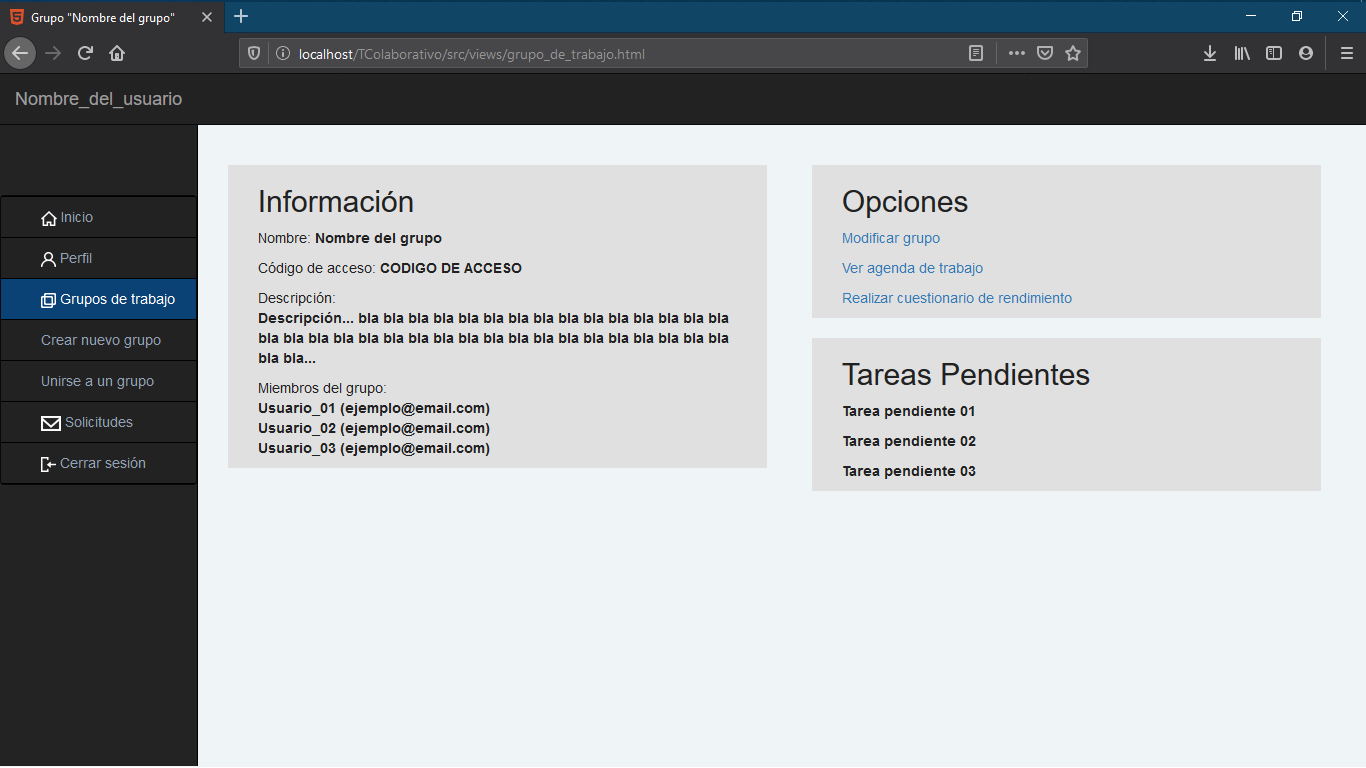 Grupo "Nombre del grupo"
localhost/TColaborativo/src/views/grupo_de_trabajo.html
Nombre_del_usuario
Inicio
Perfil
Grupos de trabajo
Crear nuevo grupo
Unirse a un grupo
Solicitudes
Cerrar sesión
Información
Nombre: Nombre del grupo
Código de acceso: CODIGO DE ACCESO
Descripción:
Descripción... bla bla bla bla bla bla bla bla bla bla bla bla bla bla bla
bla bla bla bla bla bla bla bla bla bla bla bla bla bla bla bla bla bla bla
bla bla...
Miembros del grupo:
Usuario_01 (ejemplo@email.com)
Usuario_02 (ejemplo@email.com)
Usuario_03 (ejemplo@email.com)
Opciones
Modificar grupo
Ver agenda de trabajo
Realizar cuestionario de rendimiento
Tareas Pendientes
Tarea pendiente 01
Tarea pendiente 02
Tarea pendiente 03